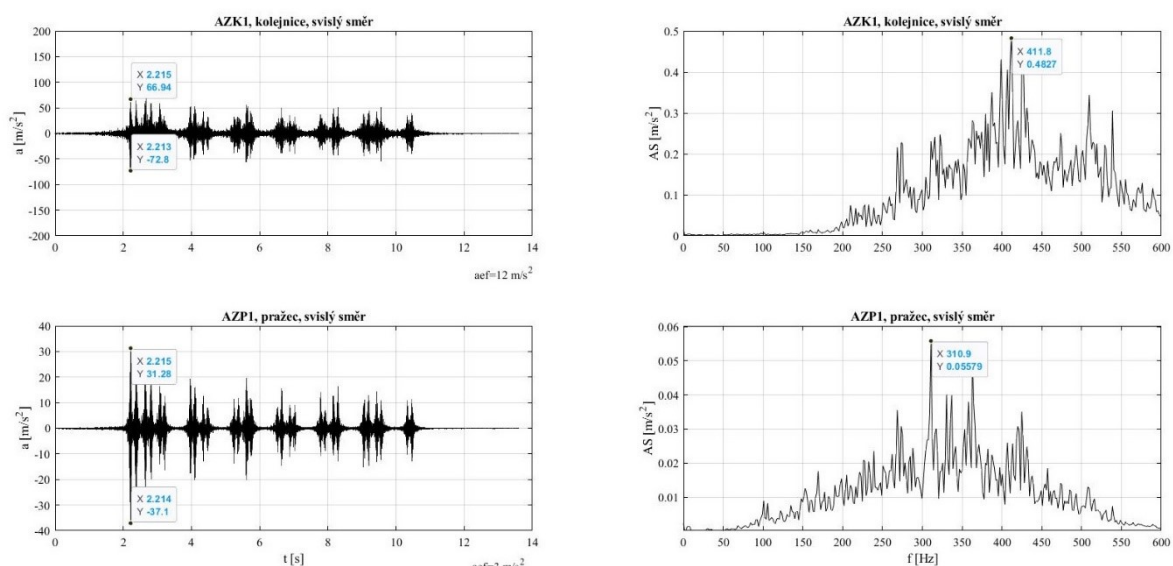 AZK1, kolejnice, svislý směr
200
150
100
50
0
-50
-100
-150
-200
a [m/s²]
X 2.215
Y 66.94
X 2.213
Y -72.8
0 2 4 6 8 10 12 14
aef=12 m/s²
AZK1, kolejnice, svislý směr
0.5
0.4
0.3
0.2
0.1
0
AS [m/s²]
X 411.8
Y 0.4827
0 50 100 150 200 250 300 350 400 450 500 550 600
AZP1, pražec, svislý směr
40
30
20
10
0
-10
-20
-30
-40
a [m/s²]
X 2.215
Y 31.28
X 2.214
Y -37.1
0 2 4 6 8 10 12 14
t [s]
AZP1, pražec, svislý směr
0.06
0.05
0.04
0.03
0.02
0.01
0
AS [m/s²]
X 310.9
Y 0.05579
0 50 100 150 200 250 300 350 400 450 500 550 600
f [Hz]